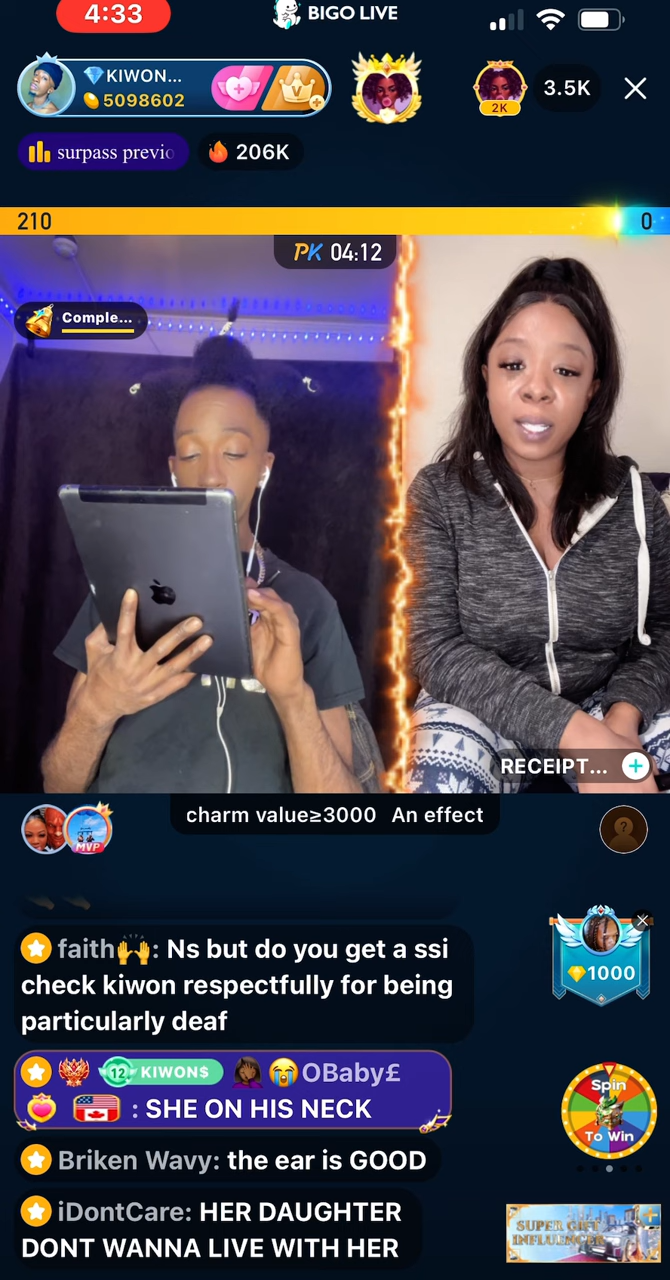 4:33
BIGO LIVE
KIWON...
5098602
2K
3.5K
surpass previo
206K
210
0
PK 04:12
Comple...
RECEIPT...
charm value≥3000 An effect
MVP
?
faith🙌: Ns but do you get a ssi
check kiwon respectfully for being
particularly deaf
1000
12 KIWON$ OBaby£
: SHE ON HIS NECK
Spin
To Win
Briken Wavy: the ear is GOOD
iDontCare: HER DAUGHTER
DONT WANNA LIVE WITH HER
SUPER GIFT
INFLUENCER